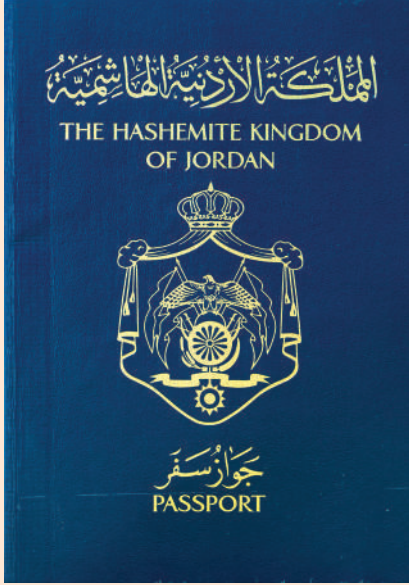 المملكة الأردنية الهاشمية
THE HASHEMITE KINGDOM
OF JORDAN
جواز سفر
PASSPORT